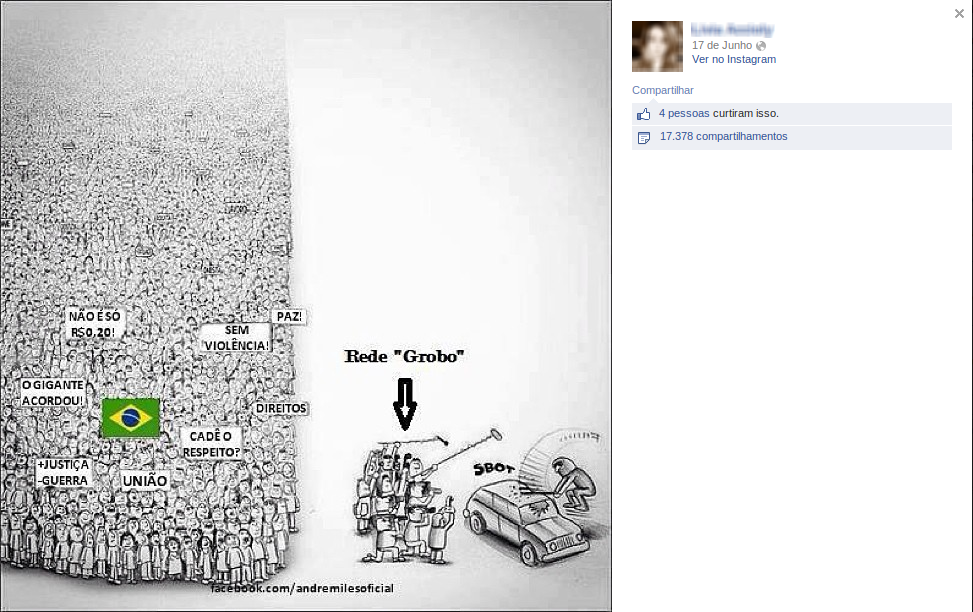 NÃO É SÓ
R$0,20!
PAZ!
SEM
VIOLÊNCIA!
O GIGANTE
ACORDOU!
DIREITOS
CADÊ O
RESPEITO?
+JUSTIÇA
-GUERRA
UNIÃO
Rede "Grobo"
SBOT
facebook.com/andremilesoficial
17 de Junho
Ver no Instagram
Compartilhar
4 pessoas curtiram isso.
17.378 compartilhamentos